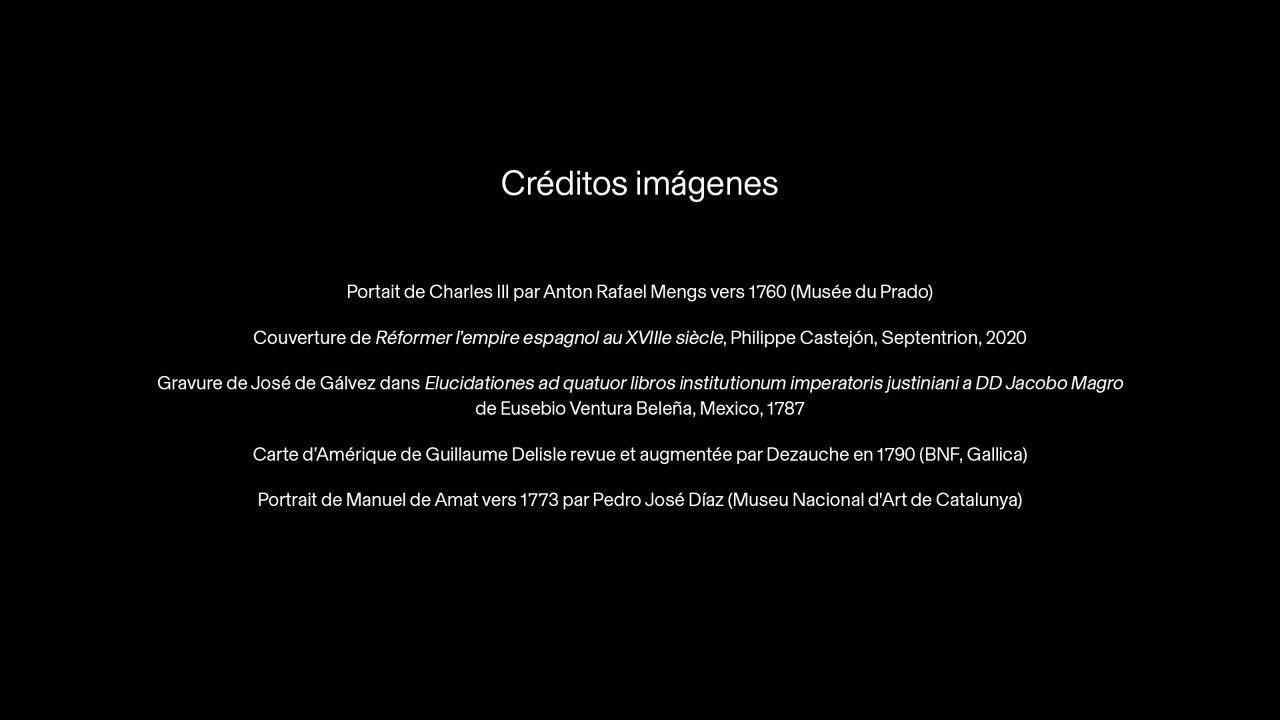 Créditos imágenes
Portait de Charles III par Anton Rafael Mengs vers 1760 (Musée du Prado)
Couverture de Réformer l’empire espagnol au XVIIIe siècle, Philippe Castejón, Septentrion, 2020
Gravure de José de Gálvez dans Elucidationes ad quatuor libros institutionum imperatoris justiniani a DD Jacobo Magro
de Eusebio Ventura Beleña, Mexico, 1787
Carte d’Amérique de Guillaume Delisle revue et augmentée par Dezauche en 1790 (BNF, Gallica)
Portrait de Manuel de Amat vers 1773 par Pedro José Díaz (Museu Nacional d'Art de Catalunya)